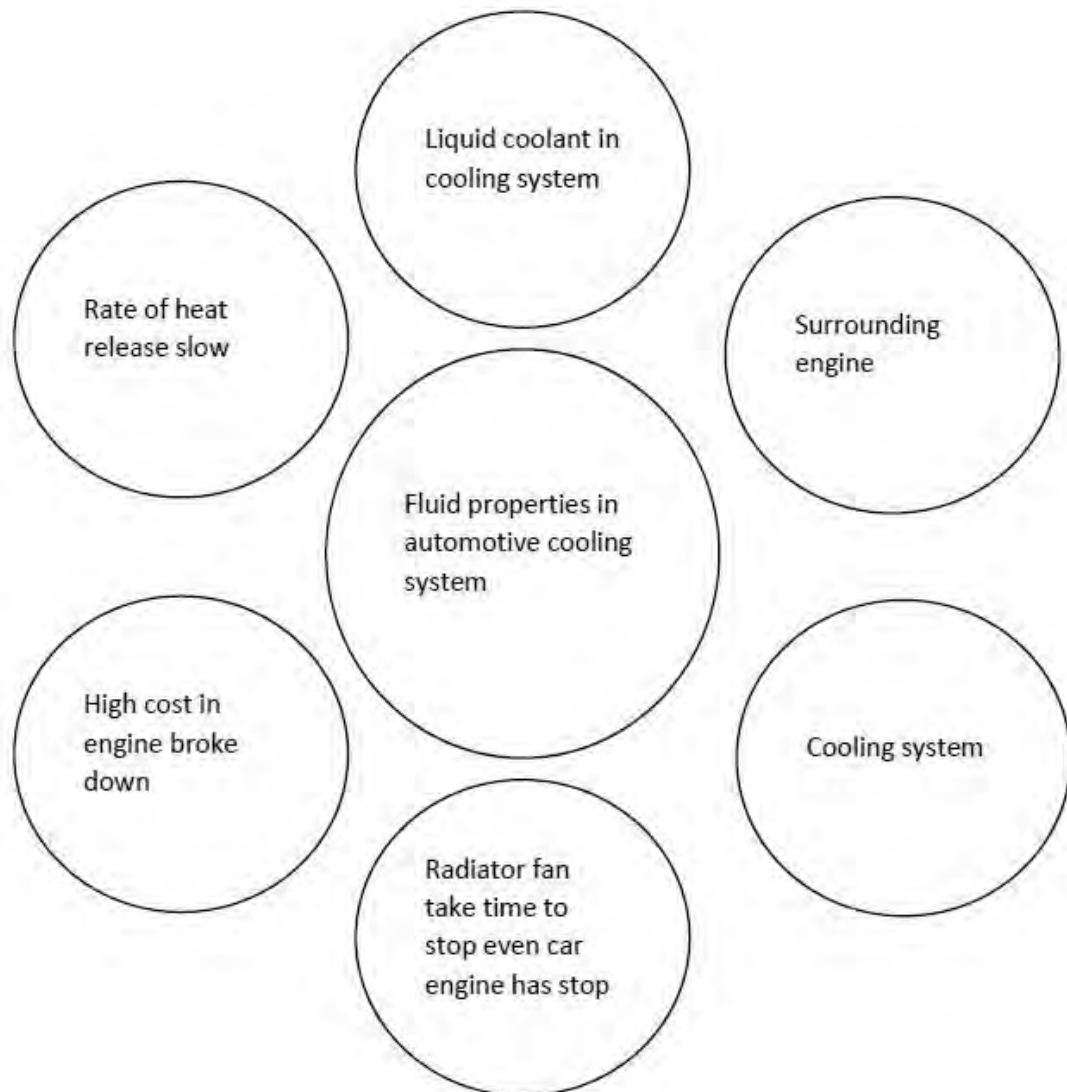 Liquid coolant in
cooling system
Rate of heat
release slow
Surrounding
engine
Fluid properties in
automotive cooling
system
High cost in
engine broke
down
Cooling system
Radiator fan
take time to
stop even car
engine has stop